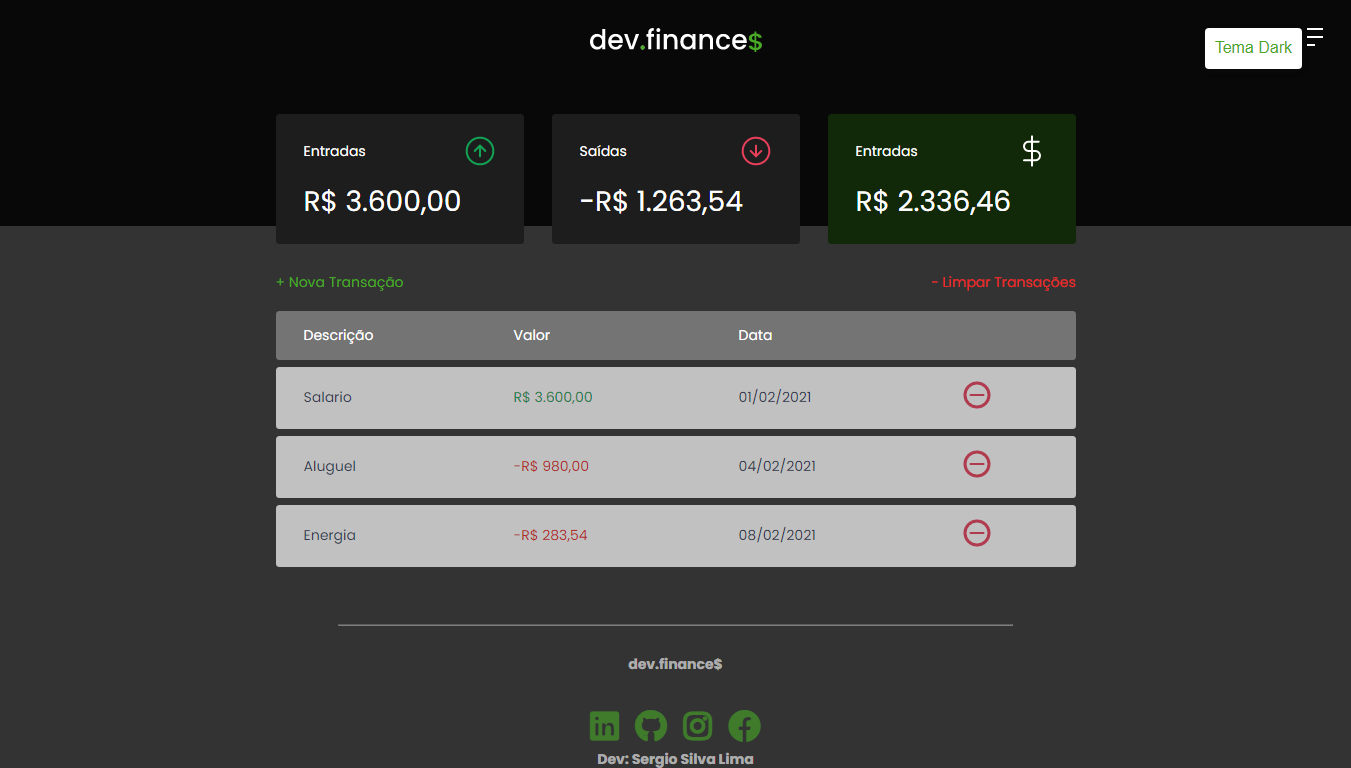 dev.finance$
Tema Dark
Entradas
R$ 3.600,00
Saídas
-R$ 1.263,54
Entradas
$
R$ 2.336,46
+ Nova Transação
- Limpar Transações
Descrição Valor Data
Salario R$ 3.600,00 01/02/2021
Aluguel -R$ 980,00 04/02/2021
Energia -R$ 283,54 08/02/2021
dev.finance$
in
Dev: Sergio Silva Lima